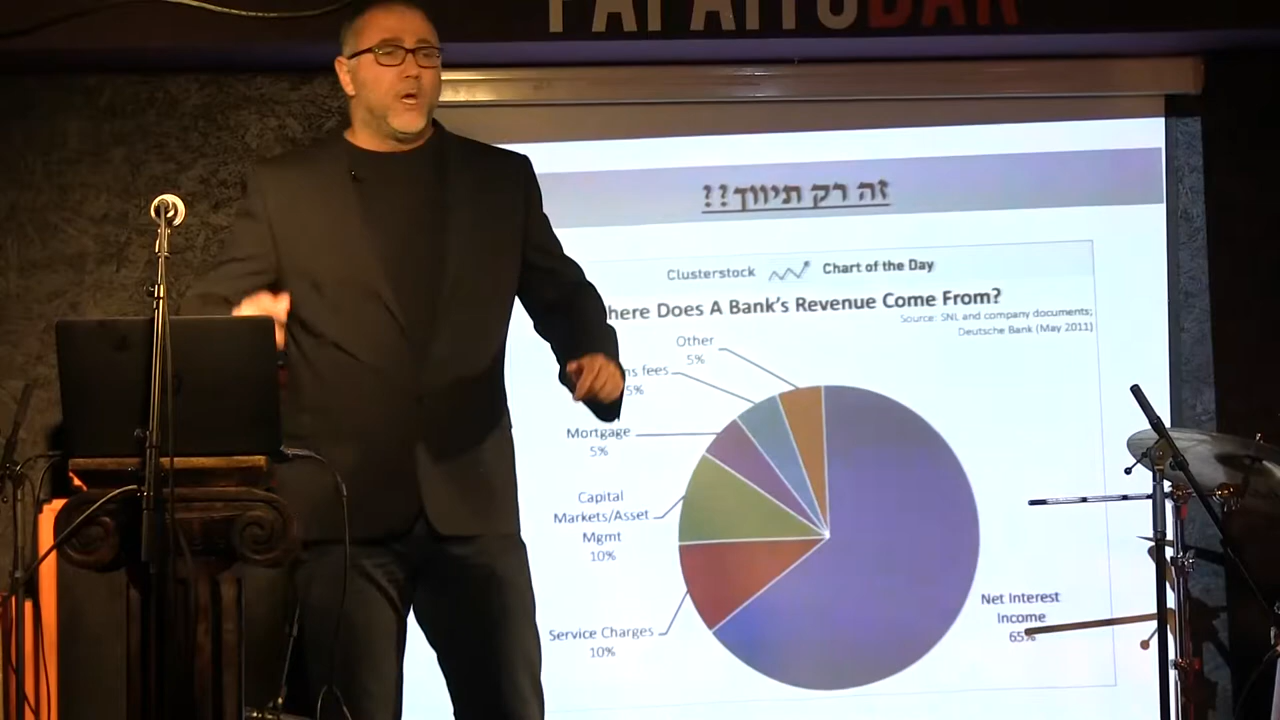 BAR
זה רק תיווך??
Clusterstock Chart of the Day
here Does A Bank's Revenue Come From?
Source: SNL and company documents;
Deutsche Bank (May 2011)
Other
5%
fees
5%
Mortgage
5%
Capital
Markets/Asset
Mgmt
10%
Service Charges
10%
Net Interest
Income
65%